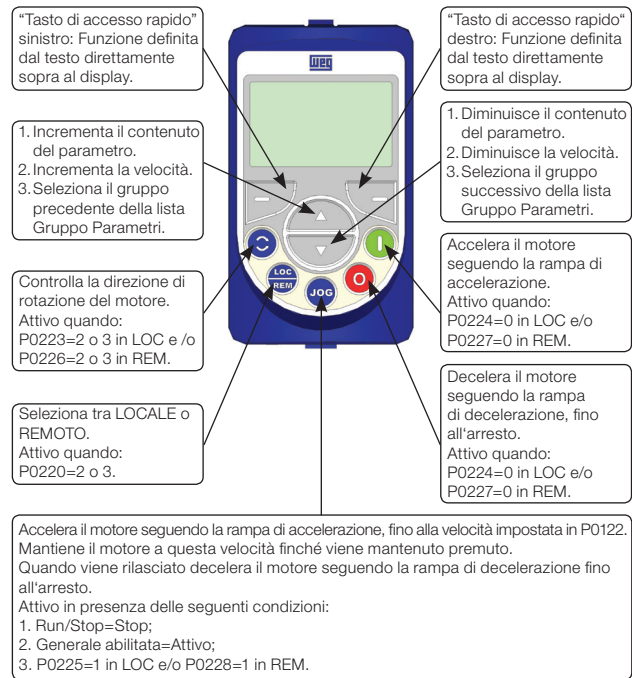 “Tasto di accesso rapido”
sinistro: Funzione definita
dal testo direttamente
sopra al display.
“Tasto di accesso rapido“
destro: Funzione definita
dal testo direttamente
sopra al display.
1. Incrementa il contenuto
del parametro.
2. Incrementa la velocità.
3. Seleziona il gruppo
precedente della lista
Gruppo Parametri.
1. Diminuisce il contenuto
del parametro.
2. Diminuisce la velocità.
3. Seleziona il gruppo
successivo della lista
Gruppo Parametri.
Controlla la direzione di
rotazione del motore.
Attivo quando:
P0223=2 o 3 in LOC e /o
P0226=2 o 3 in REM.
Accelera il motore
seguendo la rampa di
accelerazione.
Attivo quando:
P0224=0 in LOC e/o
P0227=0 in REM.
Seleziona tra LOCALE o
REMOTO.
Attivo quando:
P0220=2 o 3.
Decelera il motore
seguendo la rampa
di decelerazione, fino
all‘arresto.
Attivo quando:
P0224=0 in LOC e/o
P0227=0 in REM.
weg
LOC
REM
JOG
Accelera il motore seguendo la rampa di accelerazione, fino alla velocità impostata in P0122.
Mantiene il motore a questa velocità finché viene mantenuto premuto.
Quando viene rilasciato decelera il motore seguendo la rampa di decelerazione fino
all‘arresto.
Attivo in presenza delle seguenti condizioni:
1. Run/Stop=Stop;
2. Generale abilitata=Attivo;
3. P0225=1 in LOC e/o P0228=1 in REM.